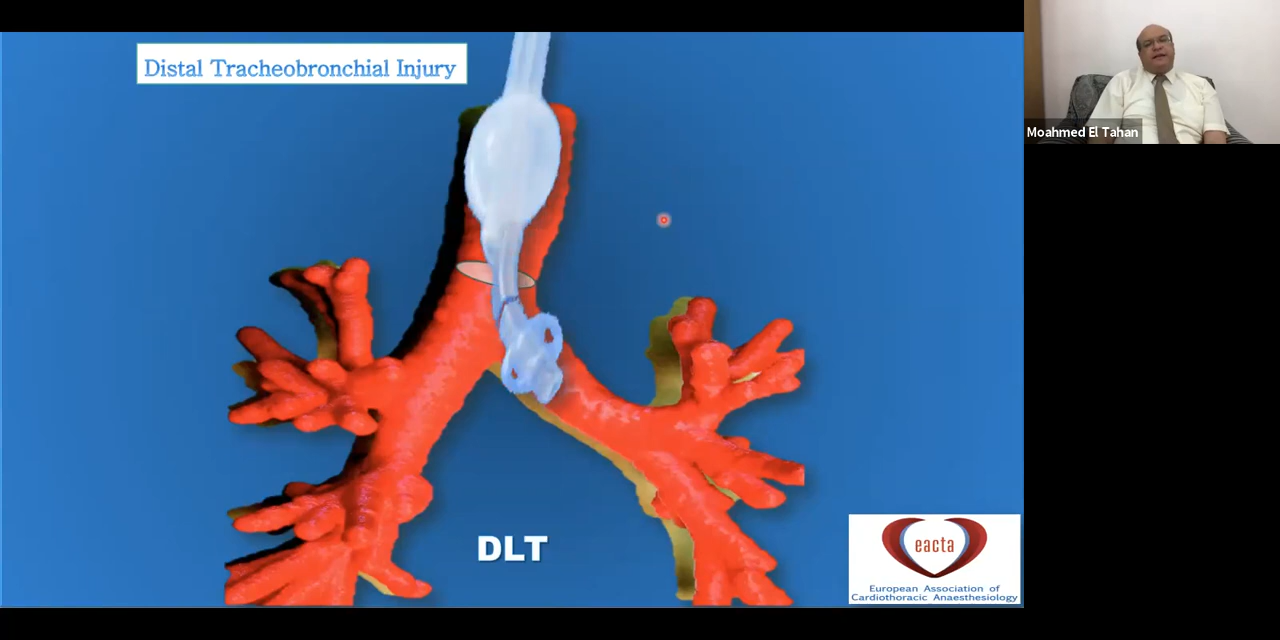 Distal Tracheobronchial Injury
Moahmed El Tahan
DLT
eacta
European Association of
Cardiothoracic Anaesthesiology